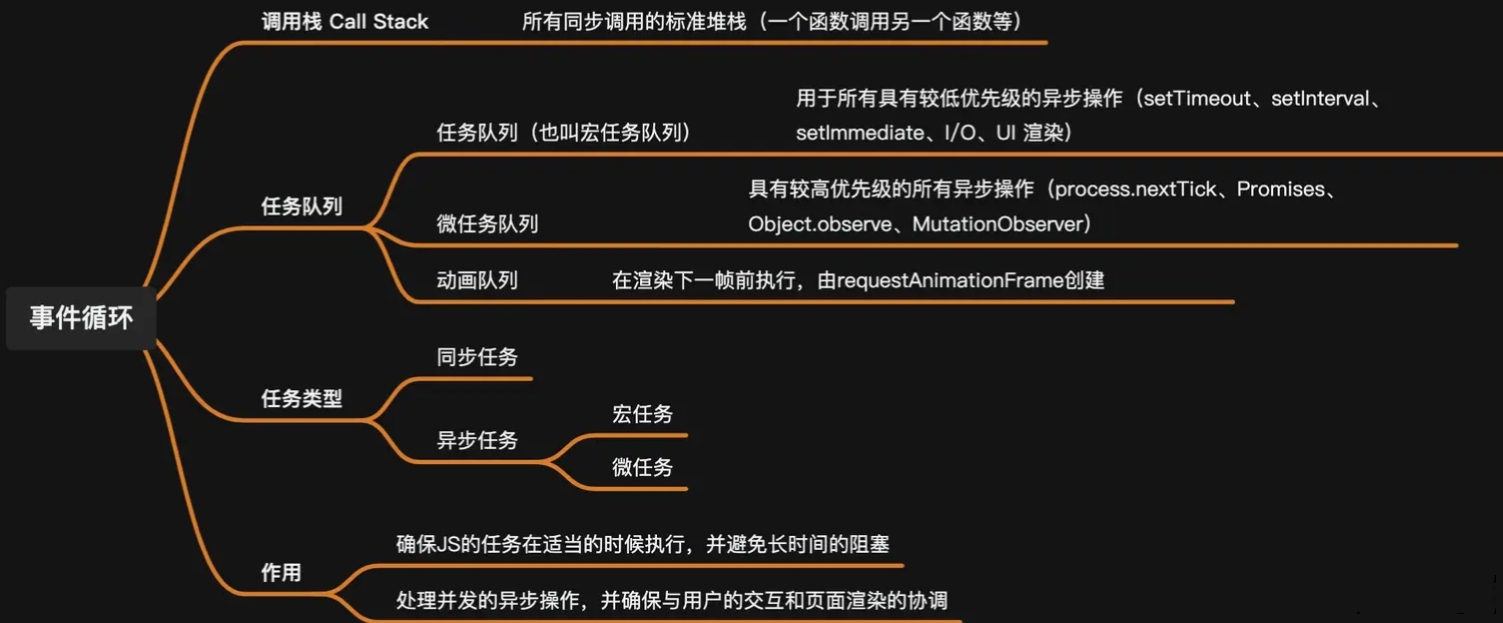 调用栈 Call Stack
所有同步调用的标准堆栈（一个函数调用另一个函数等）
用于所有具有较低优先级的异步操作（setTimeout、setInterval、
任务队列（也叫宏任务队列）
setImmediate、I/O、UI 渲染）
具有较高优先级的所有异步操作（process.nextTick、Promises、
任务队列
微任务队列
Object.observe、MutationObserver）
动画队列
在渲染下一帧前执行，由requestAnimationFrame创建
事件循环
同步任务
任务类型
宏任务
异步任务
微任务
确保JS的任务在适当的时候执行，并避免长时间的阻塞
作用
处理并发的异步操作，并确保与用户的交互和页面渲染的协调